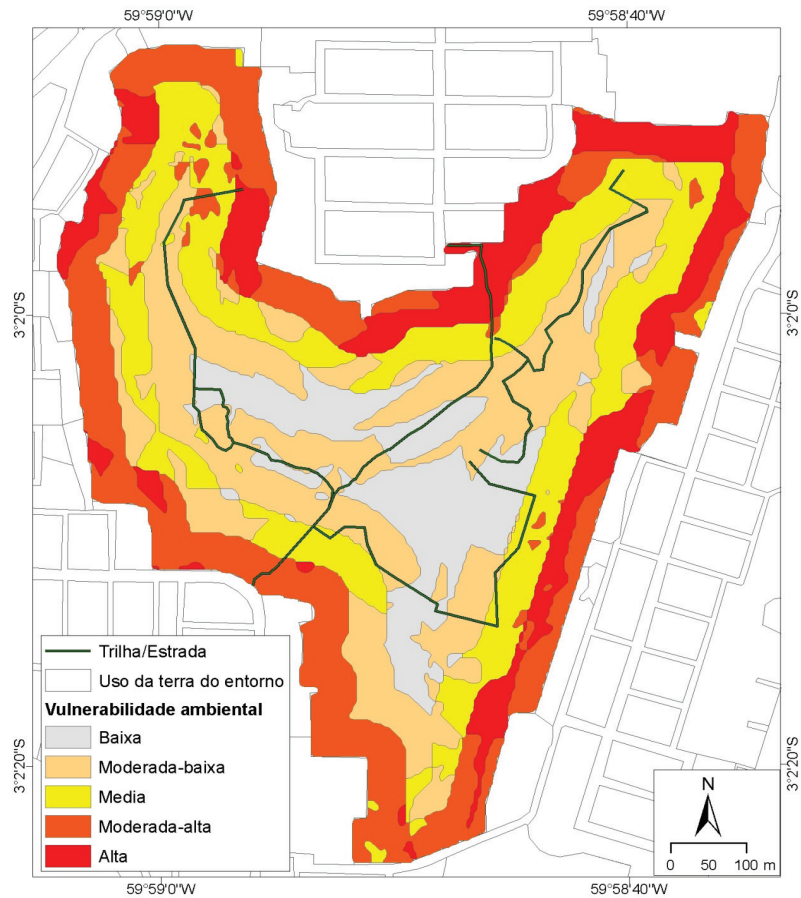 59°59'0"W
59°58'40"W
3°2'0"S
3°2'0"S
Trilha/Estrada
Uso da terra do entorno
Vulnerabilidade ambiental
Baixa
Moderada-baixa
Media
Moderada-alta
Alta
3°2'20"S
3°2'20"S
N
0 50 100 m
59°59'0"W
59°58'40"W